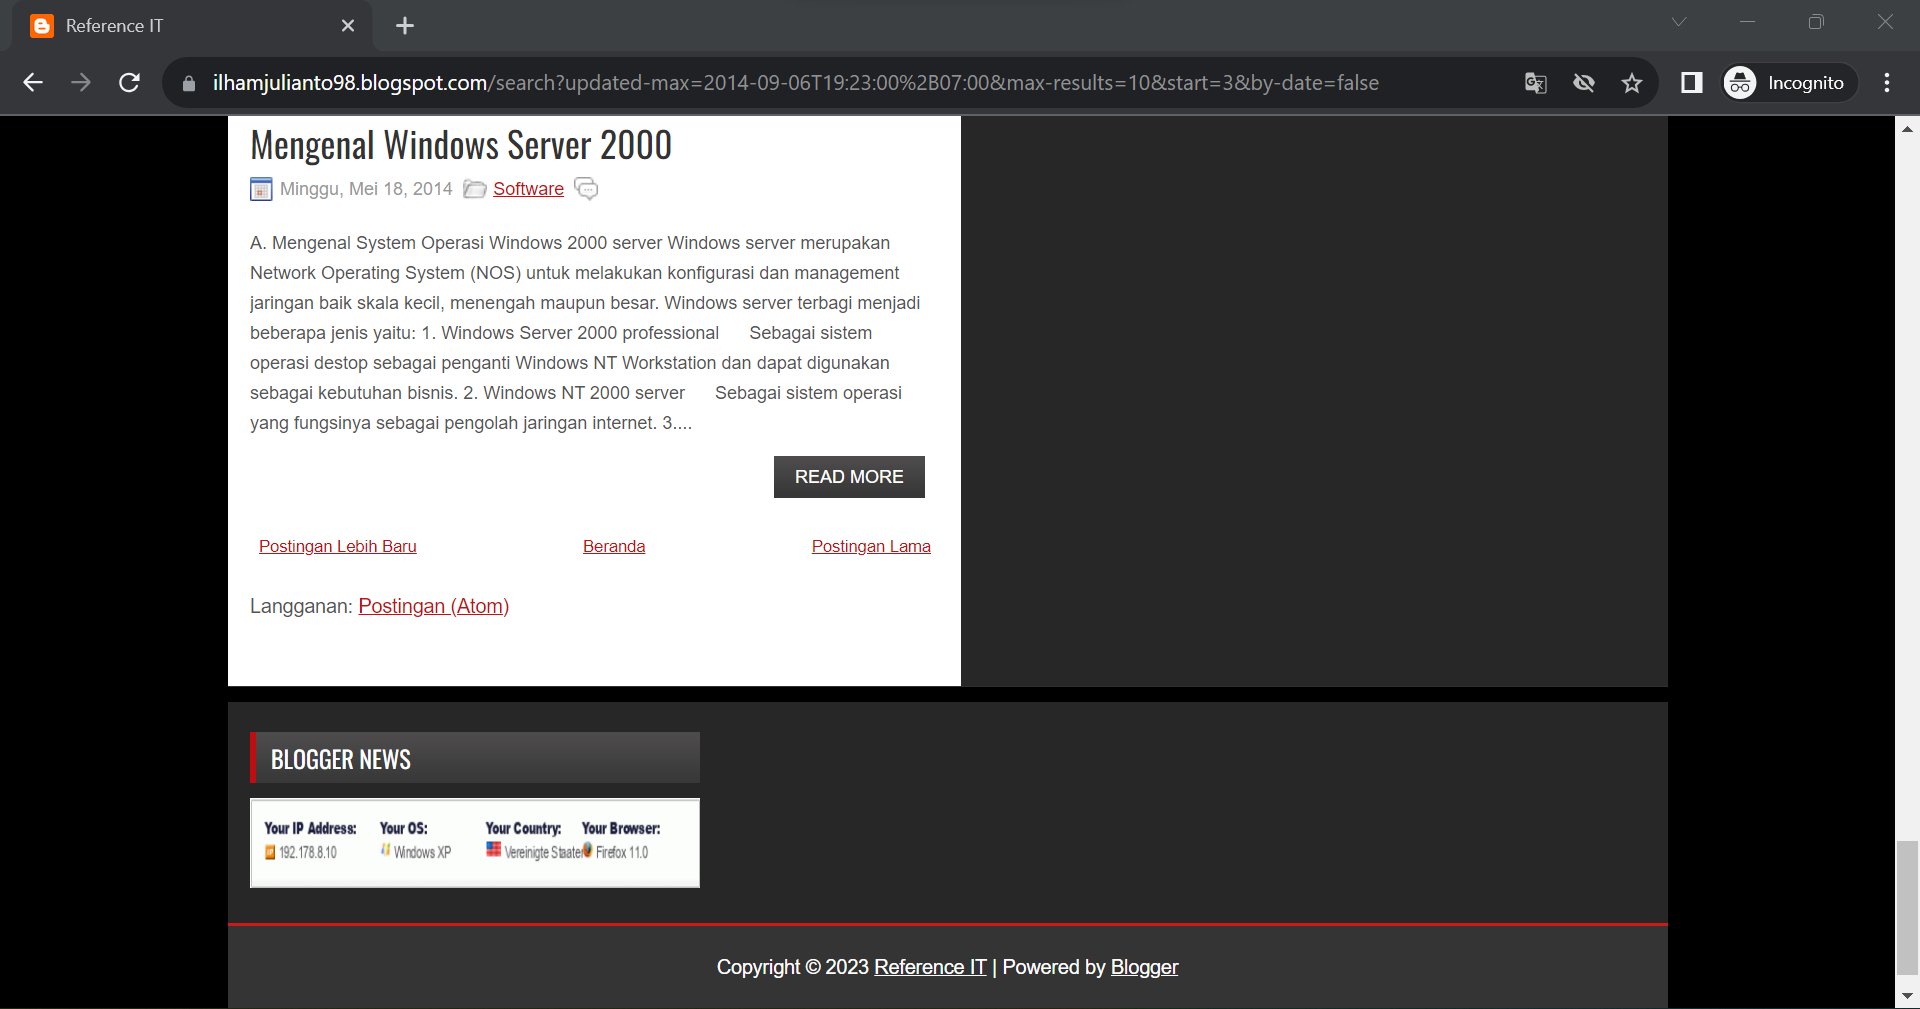 Reference IT
ilhamjulianto98.blogspot.com/search?updated-max=2014-09-06T19:23:00%2B07:00&max-results=10&start=3&by-date=false
Incognito
Mengenal Windows Server 2000
Minggu, Mei 18, 2014 Software
A. Mengenal System Operasi Windows 2000 server Windows server merupakan
Network Operating System (NOS) untuk melakukan konfigurasi dan management
jaringan baik skala kecil, menengah maupun besar. Windows server terbagi menjadi
beberapa jenis yaitu: 1. Windows Server 2000 professional Sebagai sistem
operasi destop sebagai penganti Windows NT Workstation dan dapat digunakan
sebagai kebutuhan bisnis. 2. Windows NT 2000 server Sebagai sistem operasi
yang fungsinya sebagai pengolah jaringan internet. 3....
READ MORE
Postingan Lebih Baru Beranda Postingan Lama
Langganan: Postingan (Atom)
BLOGGER NEWS
Your IP Address: Your OS: Your Country: Your Browser:
IP 192.178.8.10 Windows XP Vereinigte Staaten Firefox 11.0
Copyright © 2023 Reference IT | Powered by Blogger